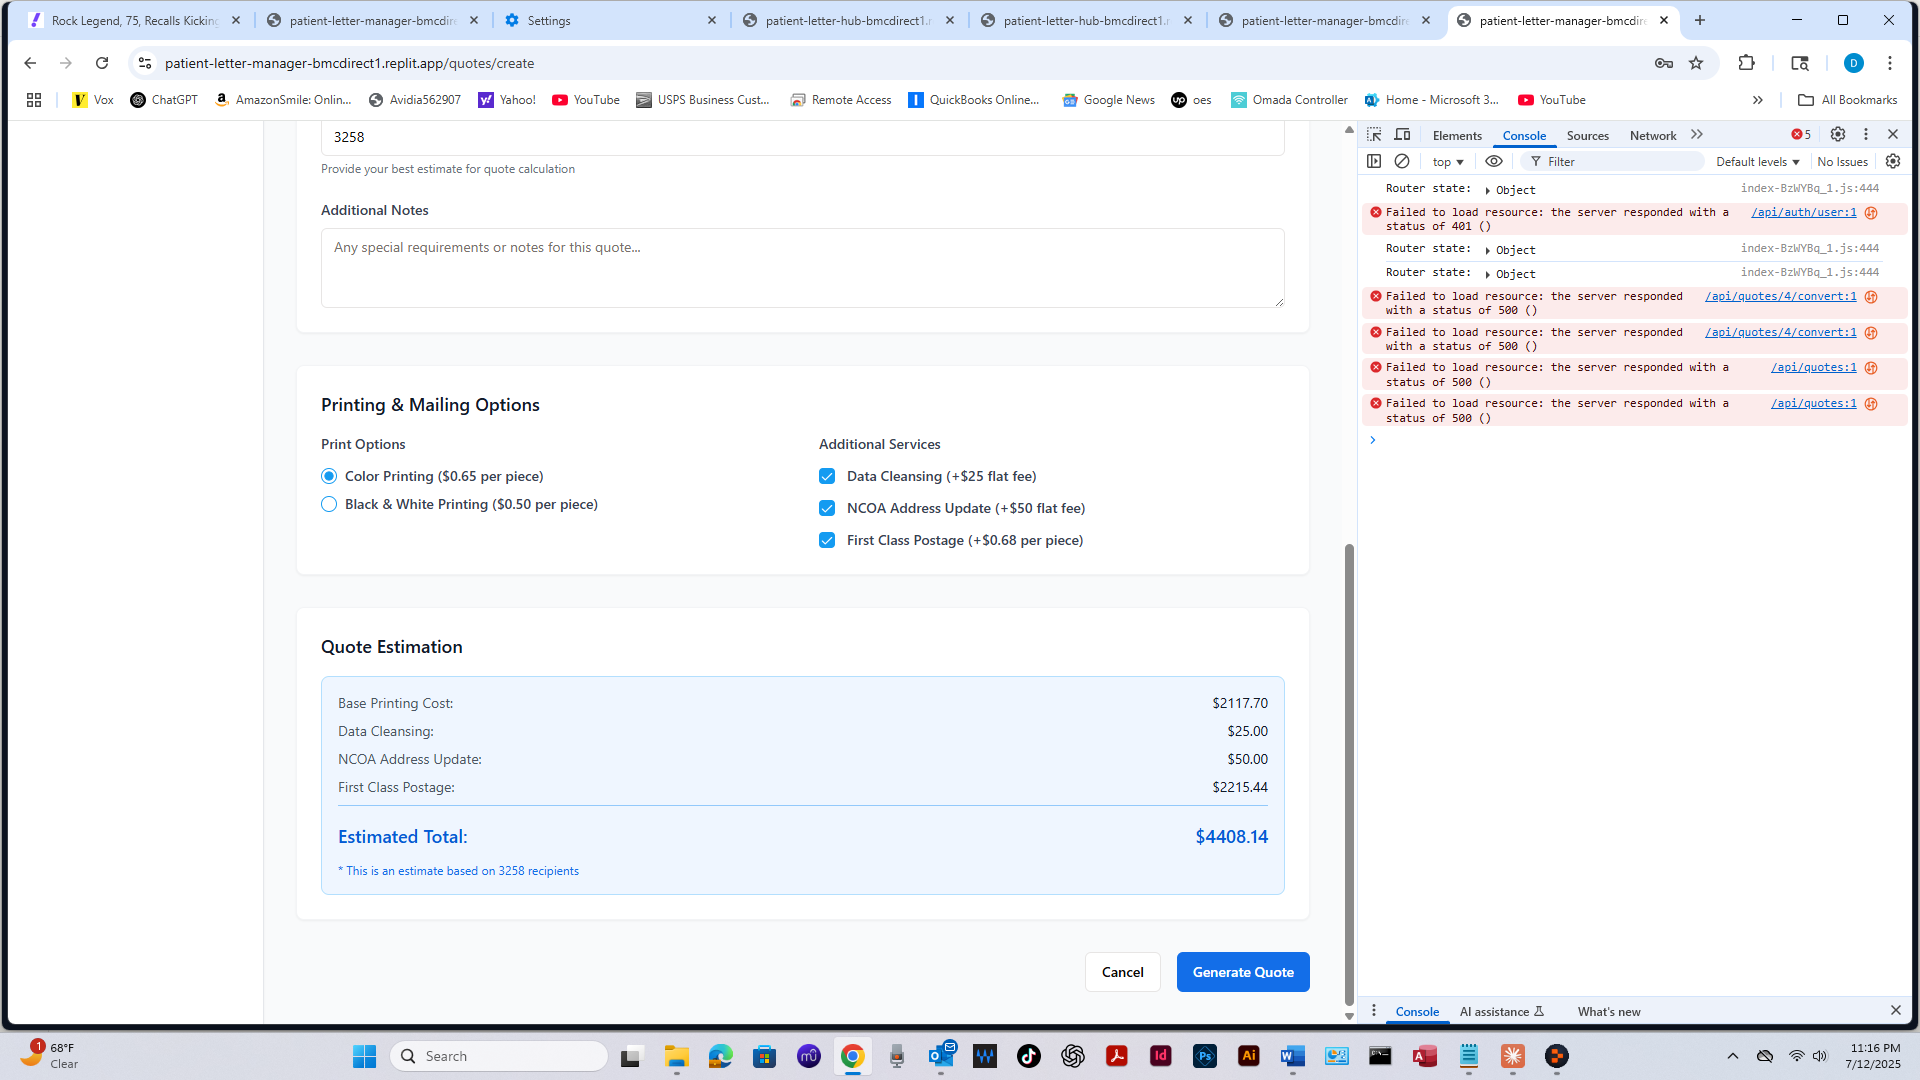 Rock Legend, 75, Recalls Kicking
patient-letter-manager-bmcdire
Settings
patient-letter-hub-bmcdirect1.r
patient-letter-hub-bmcdirect1.r
patient-letter-manager-bmcdire
patient-letter-manager-bmcdire
patient-letter-manager-bmcdirect1.replit.app/quotes/create
D
Vox
ChatGPT
AmazonSmile: Onlin...
Avidia562907
Yahoo!
YouTube
USPS Business Cust...
Remote Access
QuickBooks Online...
Google News
oes
Omada Controller
Home - Microsoft 3...
YouTube
All Bookmarks
3258
Provide your best estimate for quote calculation
Additional Notes
Any special requirements or notes for this quote...
Printing & Mailing Options
Print Options
Color Printing ($0.65 per piece)
Black & White Printing ($0.50 per piece)
Additional Services
Data Cleansing (+$25 flat fee)
NCOA Address Update (+$50 flat fee)
First Class Postage (+$0.68 per piece)
Quote Estimation
Base Printing Cost: $2117.70
Data Cleansing: $25.00
NCOA Address Update: $50.00
First Class Postage: $2215.44
Estimated Total: $4408.14
* This is an estimate based on 3258 recipients
Cancel
Generate Quote
Elements Console Sources Network 5
top Filter Default levels No Issues
Router state: Object index-BzWYBq_1.js:444
Failed to load resource: the server responded with a /api/auth/user:1
status of 401 ()
Router state: Object index-BzWYBq_1.js:444
Router state: Object index-BzWYBq_1.js:444
Failed to load resource: the server responded /api/quotes/4/convert:1
with a status of 500 ()
Failed to load resource: the server responded /api/quotes/4/convert:1
with a status of 500 ()
Failed to load resource: the server responded with a /api/quotes:1
status of 500 ()
Failed to load resource: the server responded with a /api/quotes:1
status of 500 ()
Console AI assistance What's new
1
68°F
Clear
Search
11:16 PM
7/12/2025